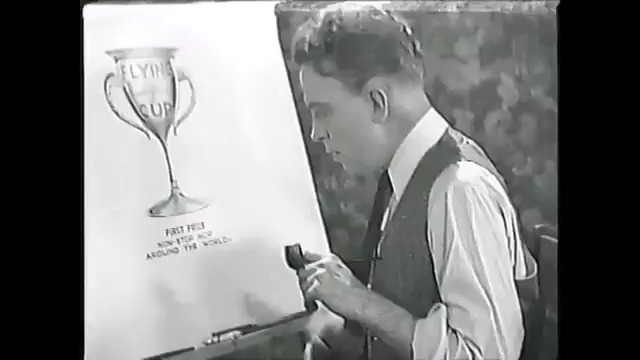 FLYING
CUP
FIRST PRIZE
NON-STOP HOP
AROUND THE WORLD.